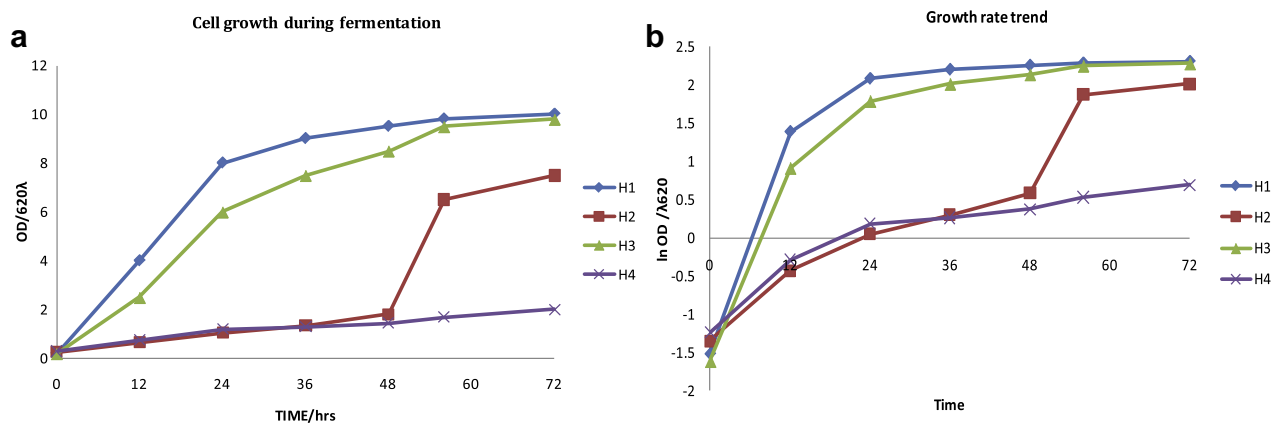 a
Cell growth during fermentation
12
10
8
6
4
2
0
OD/620λ
0 12 24 36 48 60 72
TIME/hrs
H1
H2
H3
H4
b
Growth rate trend
2.5
2
1.5
1
0.5
0
-0.5
-1
-1.5
-2
ln OD /λ620
0 12 24 36 48 60 72
Time
H1
H2
H3
H4